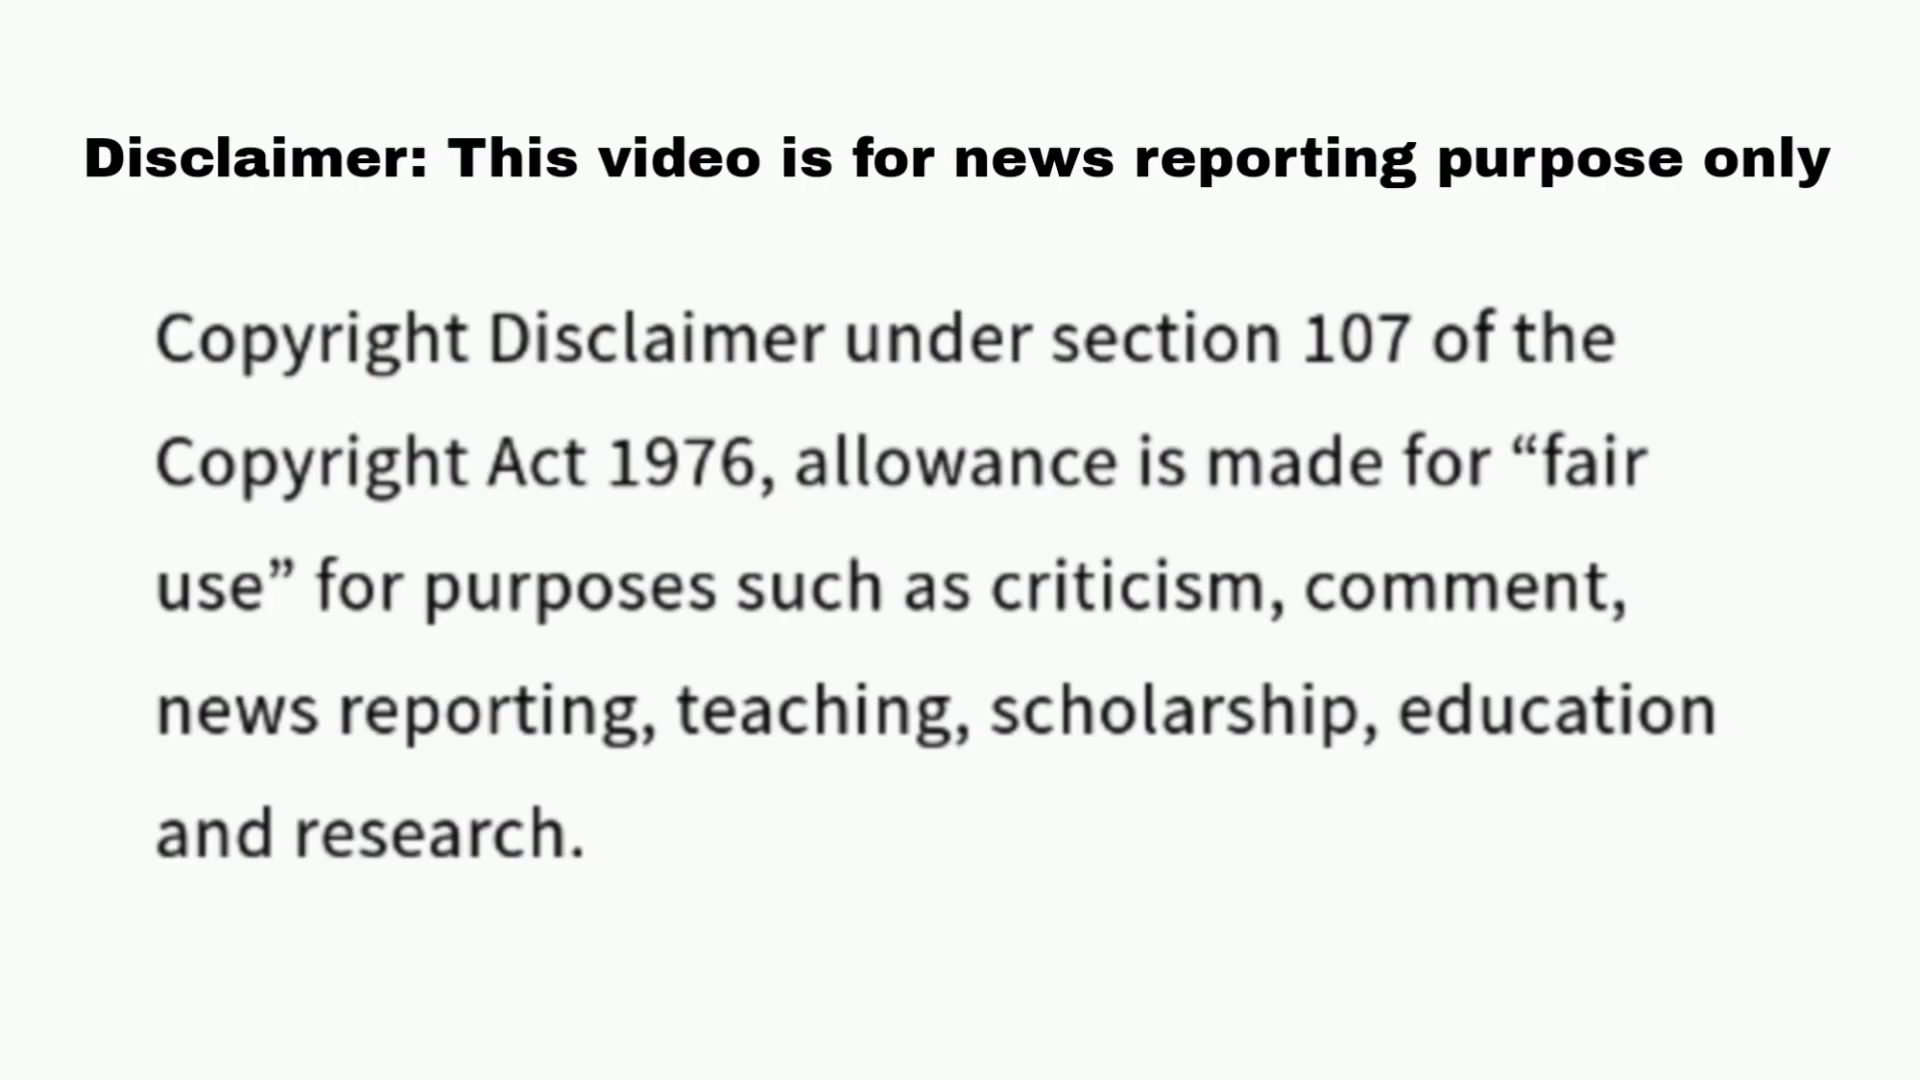 Disclaimer: This video is for news reporting purpose only
Copyright Disclaimer under section 107 of the
Copyright Act 1976, allowance is made for “fair
use” for purposes such as criticism, comment,
news reporting, teaching, scholarship, education
and research.